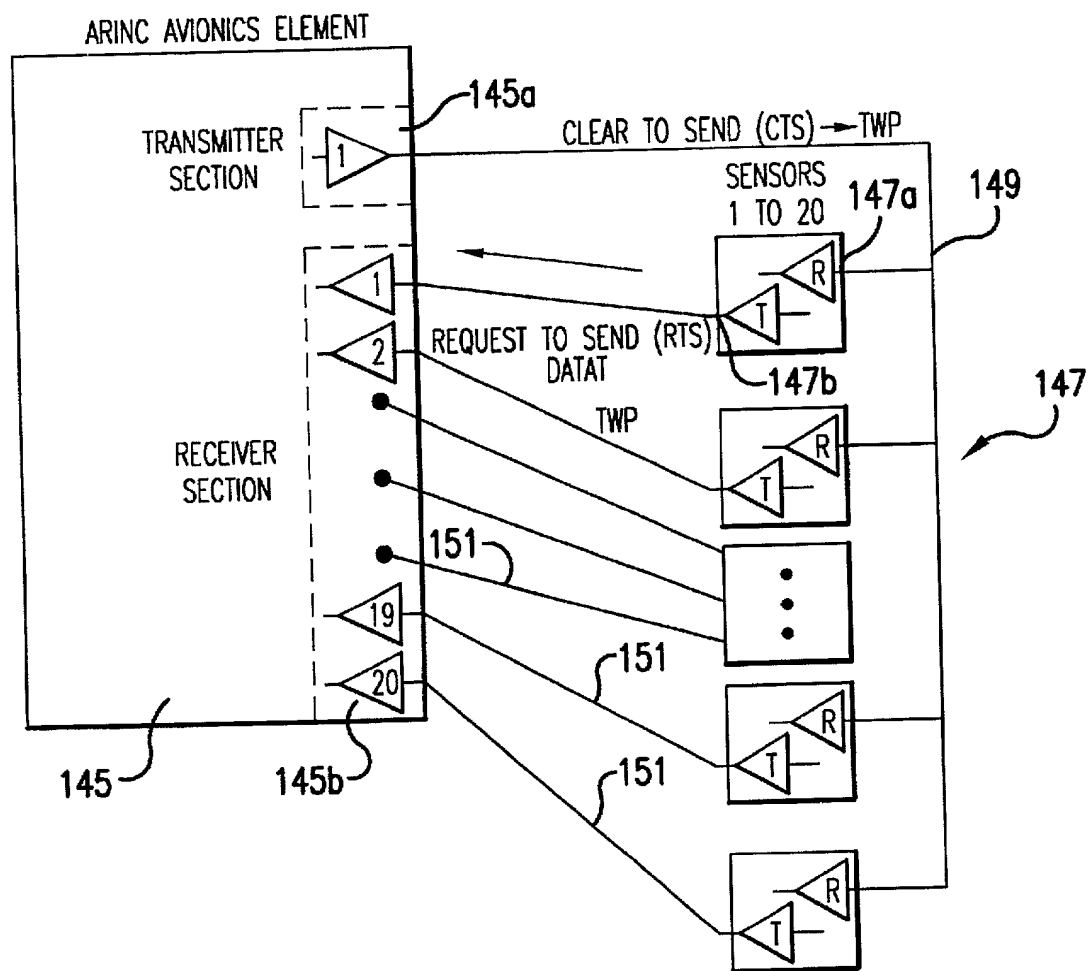 ARINC AVIONICS ELEMENT
145a
TRANSMITTER
SECTION
1
CLEAR TO SEND (CTS) → TWP
SENSORS
1 TO 20
147a
149
R
T
1
2
REQUEST TO SEND (RTS)
DATAT
147b
TWP
147
R
T
RECEIVER
SECTION
151
19
20
151
R
T
145
145b
151
R
T